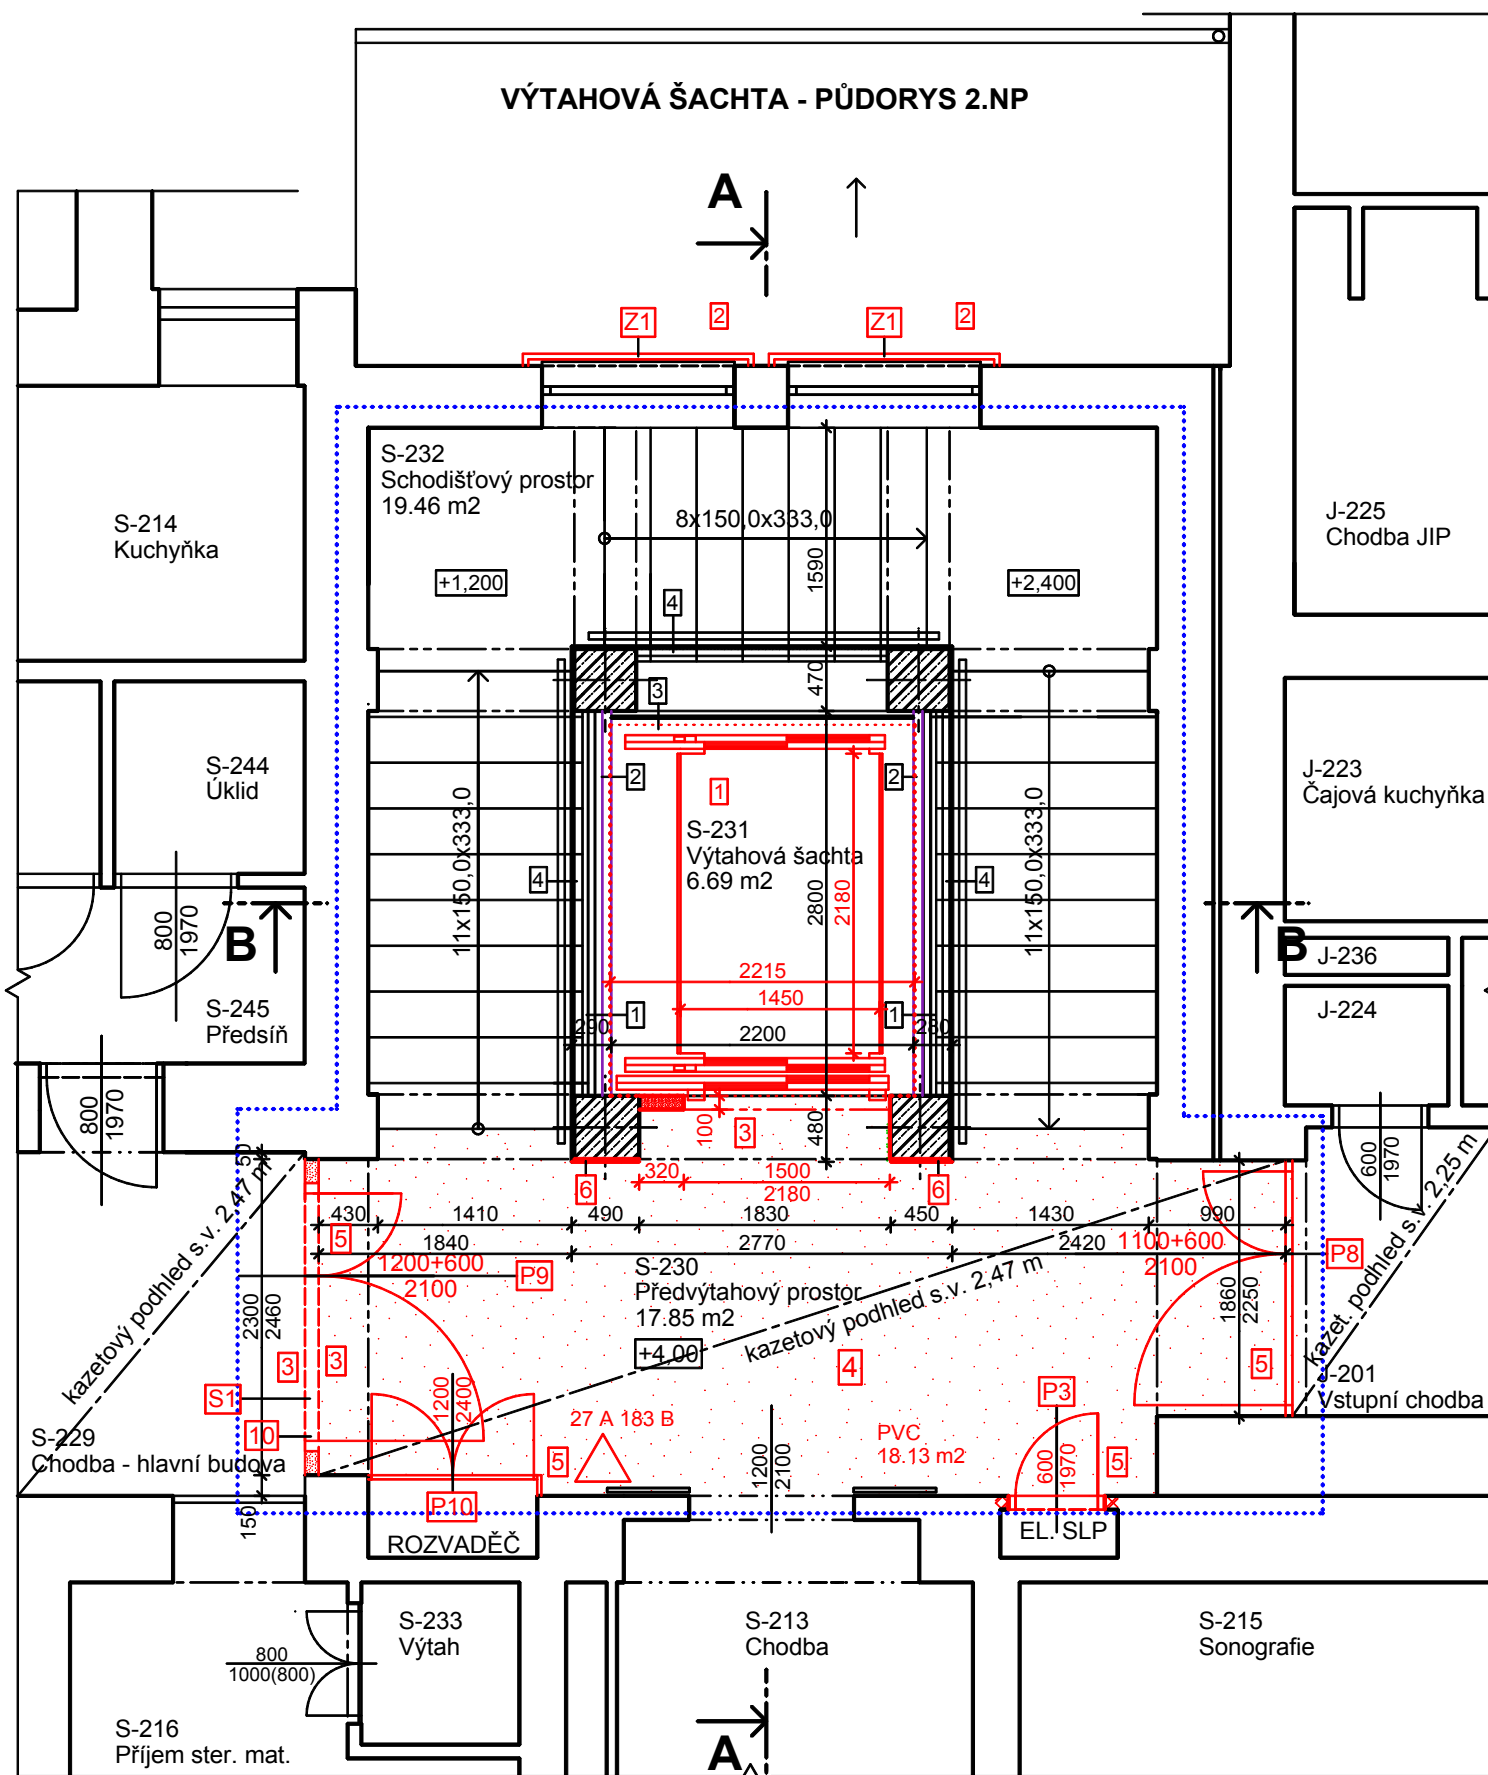 VÝTAHOVÁ ŠACHTA - PŮDORYS 2.NP
A
Z1
2
Z1
2
S-232
Schodišťový prostor
19.46 m2
8x150,0x333,0
1590
+1,200
+2,400
4
S-214
Kuchyňka
J-225
Chodba JIP
470
3
2
2
1
S-244
Úklid
J-223
Čajová kuchyňka
11x150,0x333,0
11x150,0x333,0
S-231
Výtahová šachta
6.69 m2
4
4
2800
2180
800
1970
B
B
J-236
2215
1450
S-245
Předsíň
1
1
J-224
290
2200
280
800
1970
100
3
480
600
1970
50
320
1500
2180
6
6
kazetový podhled s.v. 2,47 m
kazet. podhled s.v. 2,25 m
430
1410
490
1830
450
1430
990
5
1840
2770
2420
1200+600
2100
P9
1100+600
2100
P8
S-230
Předvýtahový prostor
17.85 m2
+4,00
kazetový podhled s.v. 2,47 m
2300
2460
1860
2250
3
3
4
5
S1
10
1200
2400
P3
J-201
Vstupní chodba
27 A 183 B
PVC
18.13 m2
S-229
Chodba - hlavní budova
5
1200
2100
600
1970
5
150
P10
ROZVADĚČ
EL. SLP
S-233
Výtah
S-213
Chodba
S-215
Sonografie
800
1000(800)
S-216
Příjem ster. mat.
A